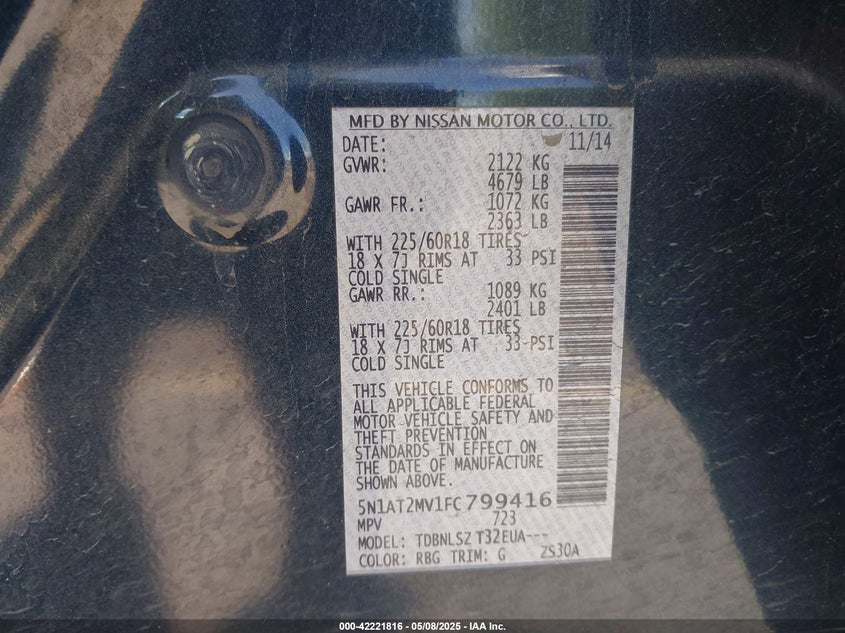 MFD BY NISSAN MOTOR CO., LTD.
DATE: 11/14
GVWR: 2122 KG
4679 LB
GAWR FR.: 1072 KG
2363 LB
WITH 225/60R18 TIRES
18 X 7J RIMS AT 33 PSI
COLD SINGLE
GAWR RR.: 1089 KG
2401 LB
WITH 225/60R18 TIRES
18 X 7J RIMS AT 33 PSI
COLD SINGLE
THIS VEHICLE CONFORMS TO
ALL APPLICABLE FEDERAL
MOTOR VEHICLE SAFETY AND
THEFT PREVENTION
STANDARDS IN EFFECT ON
THE DATE OF MANUFACTURE
SHOWN ABOVE.
5N1AT2MV1FC799416
MPV 723
MODEL: TDBNLSZ T32EUA---
COLOR: RBG TRIM: G ZS30A
000-42221816 - 05/08/2025 - IAA Inc.